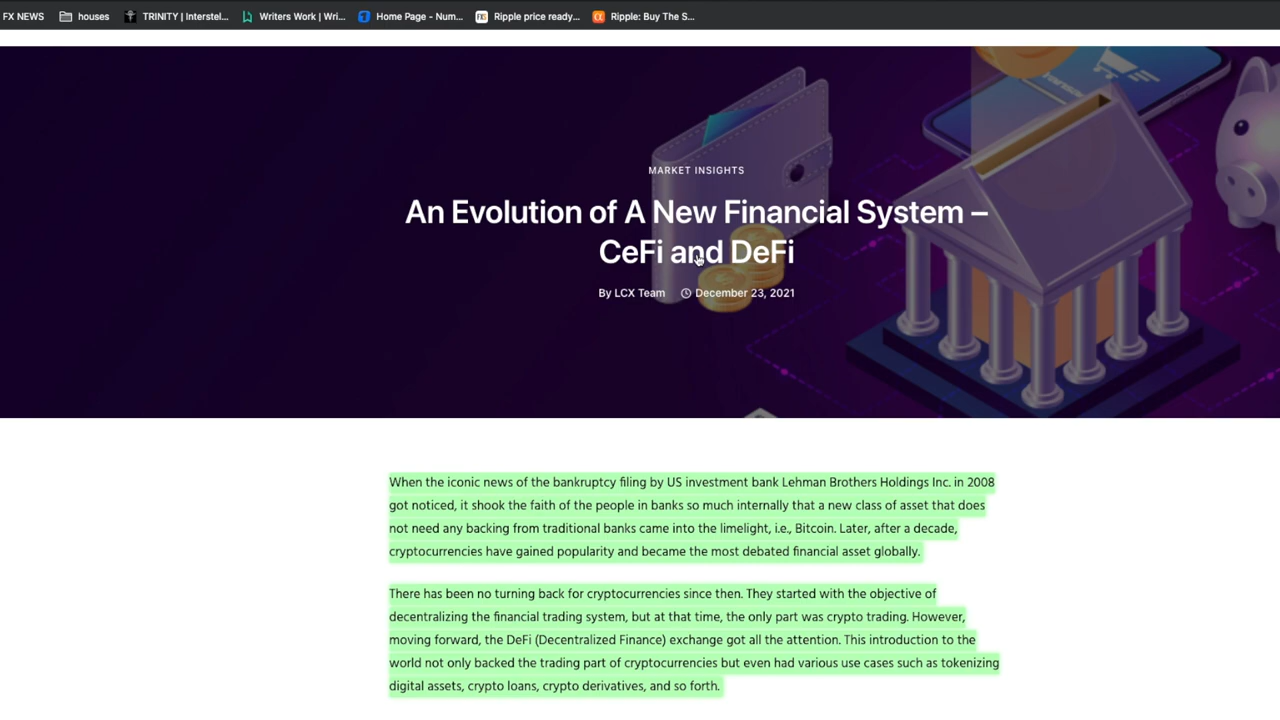 FX NEWS houses TRINITY | Interstel... Writers Work | Wri... Home Page - Num... FXS Ripple price ready... α Ripple: Buy The S...
MARKET INSIGHTS
An Evolution of A New Financial System –
CeFi and DeFi
By LCX Team December 23, 2021
When the iconic news of the bankruptcy filing by US investment bank Lehman Brothers Holdings Inc. in 2008
got noticed, it shook the faith of the people in banks so much internally that a new class of asset that does
not need any backing from traditional banks came into the limelight, i.e., Bitcoin. Later, after a decade,
cryptocurrencies have gained popularity and became the most debated financial asset globally.
There has been no turning back for cryptocurrencies since then. They started with the objective of
decentralizing the financial trading system, but at that time, the only part was crypto trading. However,
moving forward, the DeFi (Decentralized Finance) exchange got all the attention. This introduction to the
world not only backed the trading part of cryptocurrencies but even had various use cases such as tokenizing
digital assets, crypto loans, crypto derivatives, and so forth.